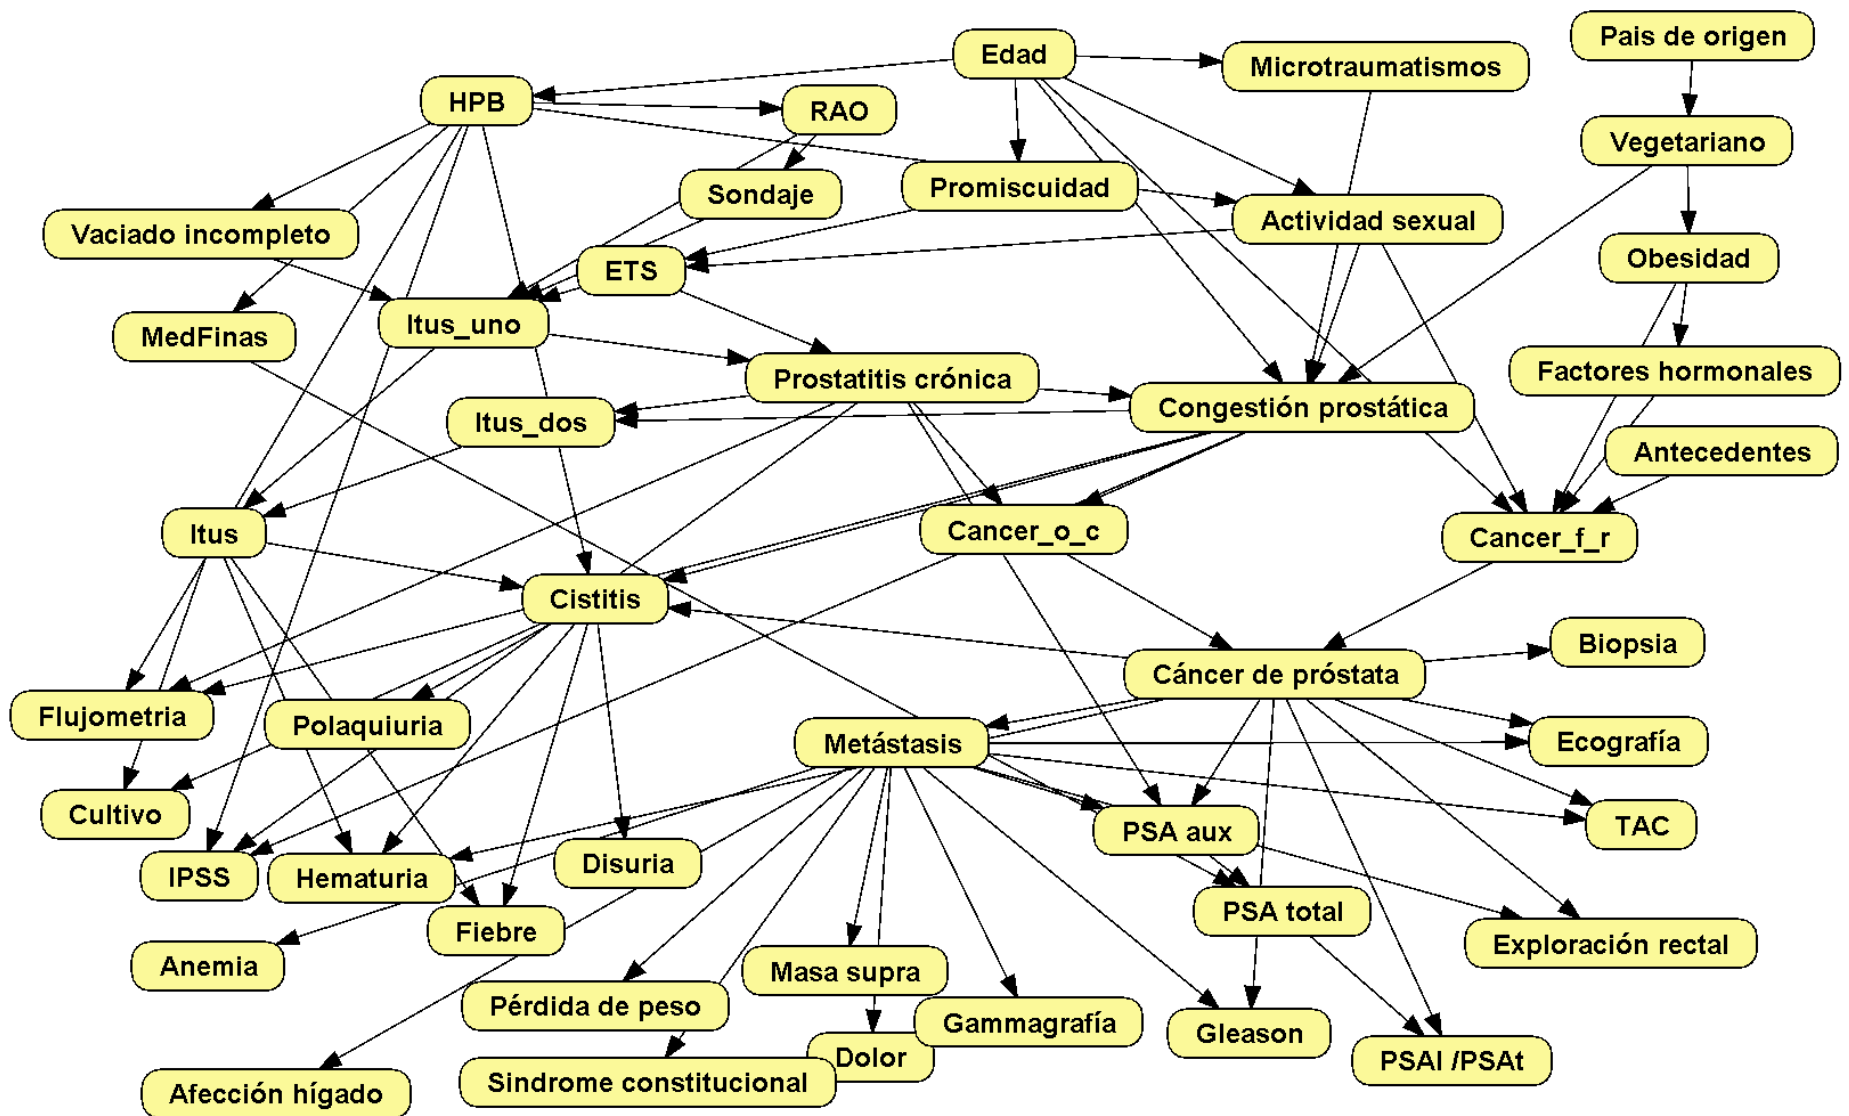 Pais de origen
Edad
Microtraumatismos
HPB
RAO
Vegetariano
Promiscuidad
Sondaje
Actividad sexual
Vaciado incompleto
Obesidad
ETS
Itus_uno
MedFinas
Factores hormonales
Prostatitis crónica
Congestión prostática
Itus_dos
Antecedentes
Cancer_o_c
Itus
Cancer_f_r
Cistitis
Biopsia
Cáncer de próstata
Flujometria
Polaquiuria
Ecografía
Metástasis
Cultivo
TAC
PSA aux
Disuria
IPSS
Hematuria
PSA total
Fiebre
Exploración rectal
Anemia
Masa supra
Pérdida de peso
Gammagrafía
Gleason
Dolor
PSAl /PSAt
Sindrome constitucional
Afección hígado